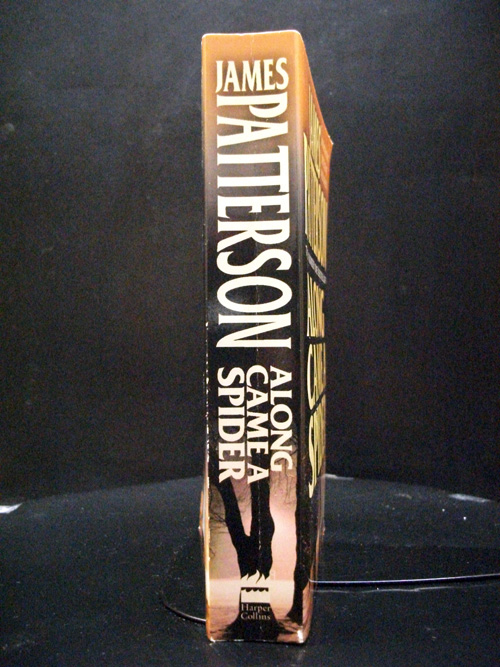 JAMES
PATTERSON
ALONG
CAME A
SPIDER
Harper
Collins